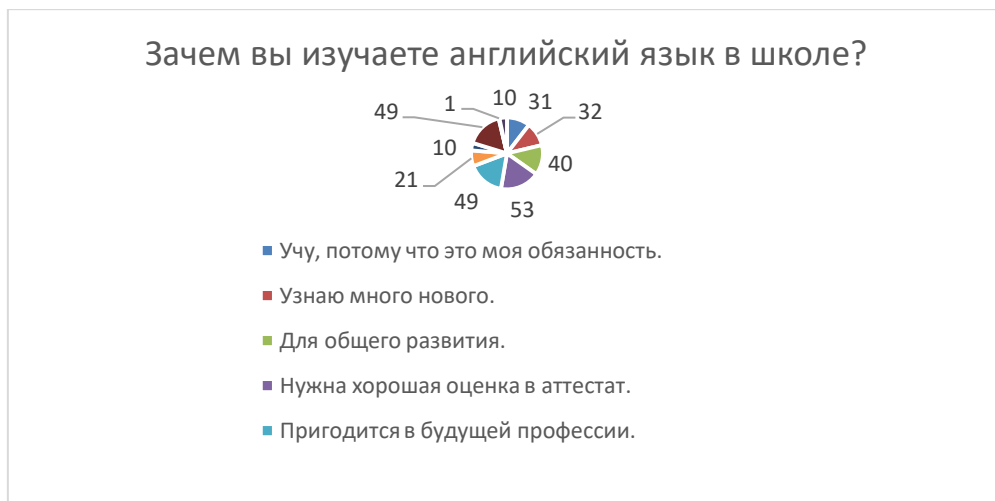 Зачем вы изучаете английский язык в школе?
1 10 31
49 32
10 40
21
49 53
Учу, потому что это моя обязанность.
Узнаю много нового.
Для общего развития.
Нужна хорошая оценка в аттестат.
Пригодится в будущей профессии.